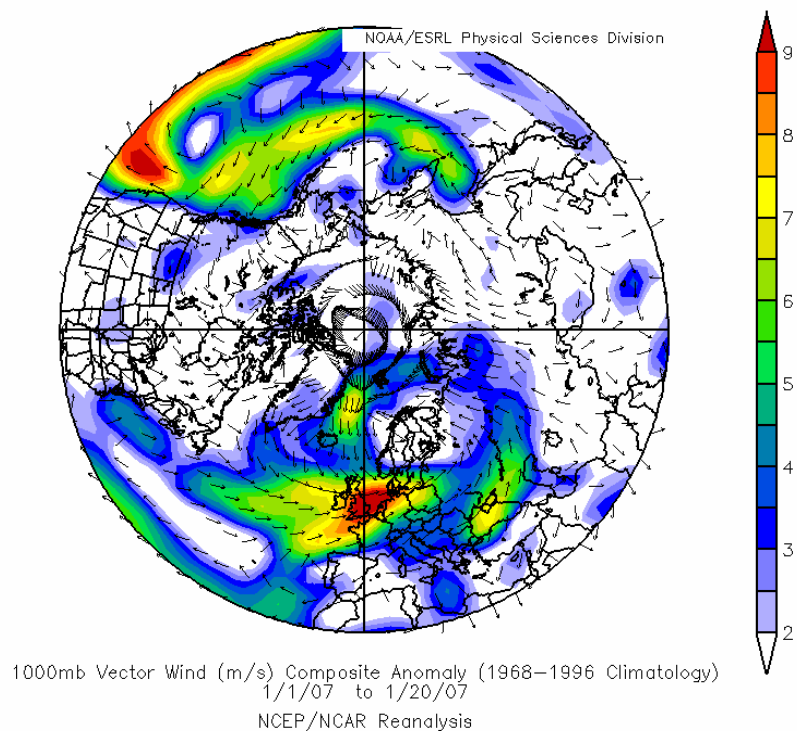 NOAA/ESRL Physical Sciences Division
9
8
7
6
5
4
3
2
1000mb Vector Wind (m/s) Composite Anomaly (1968-1996 Climatology)
1/1/07 to 1/20/07
NCEP/NCAR Reanalysis